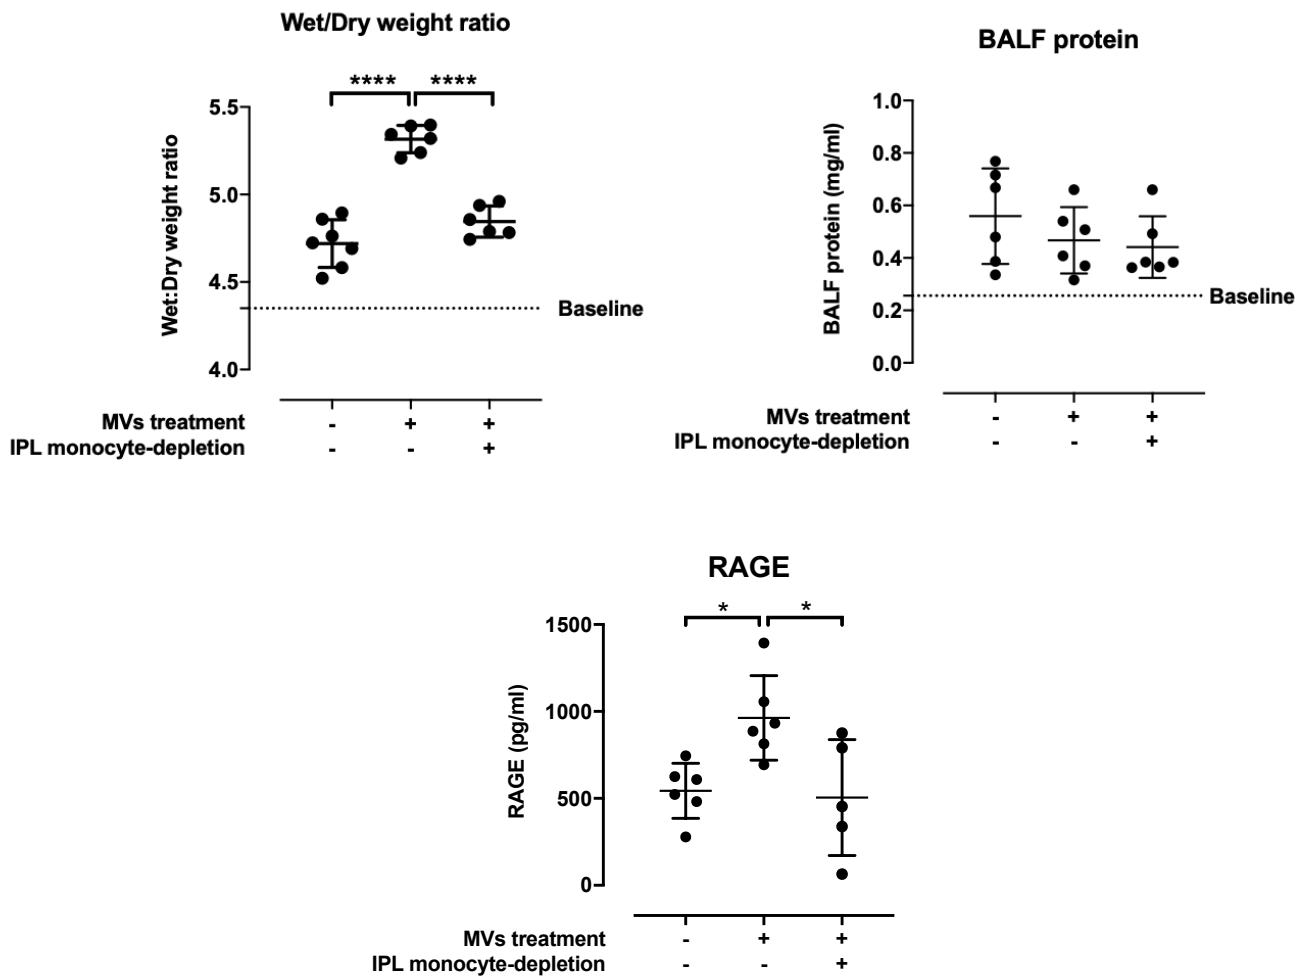 Wet/Dry weight ratio
**** ****
5.5
5.0
4.5
4.0
Wet:Dry weight ratio
Baseline
MVs treatment - + +
IPL monocyte-depletion - - +
BALF protein
1.0
0.8
0.6
0.4
0.2
0.0
BALF protein (mg/ml)
Baseline
MVs treatment - + +
IPL monocyte-depletion - - +
RAGE
* *
1500
1000
500
0
RAGE (pg/ml)
MVs treatment - + +
IPL monocyte-depletion - - +